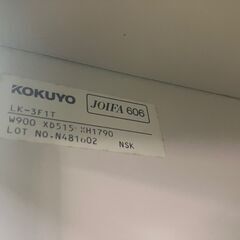 KOKUYO
JOIFA 606
LK-3F1T
W900 XD515 XH1790
LOT NO.N481602
NSK